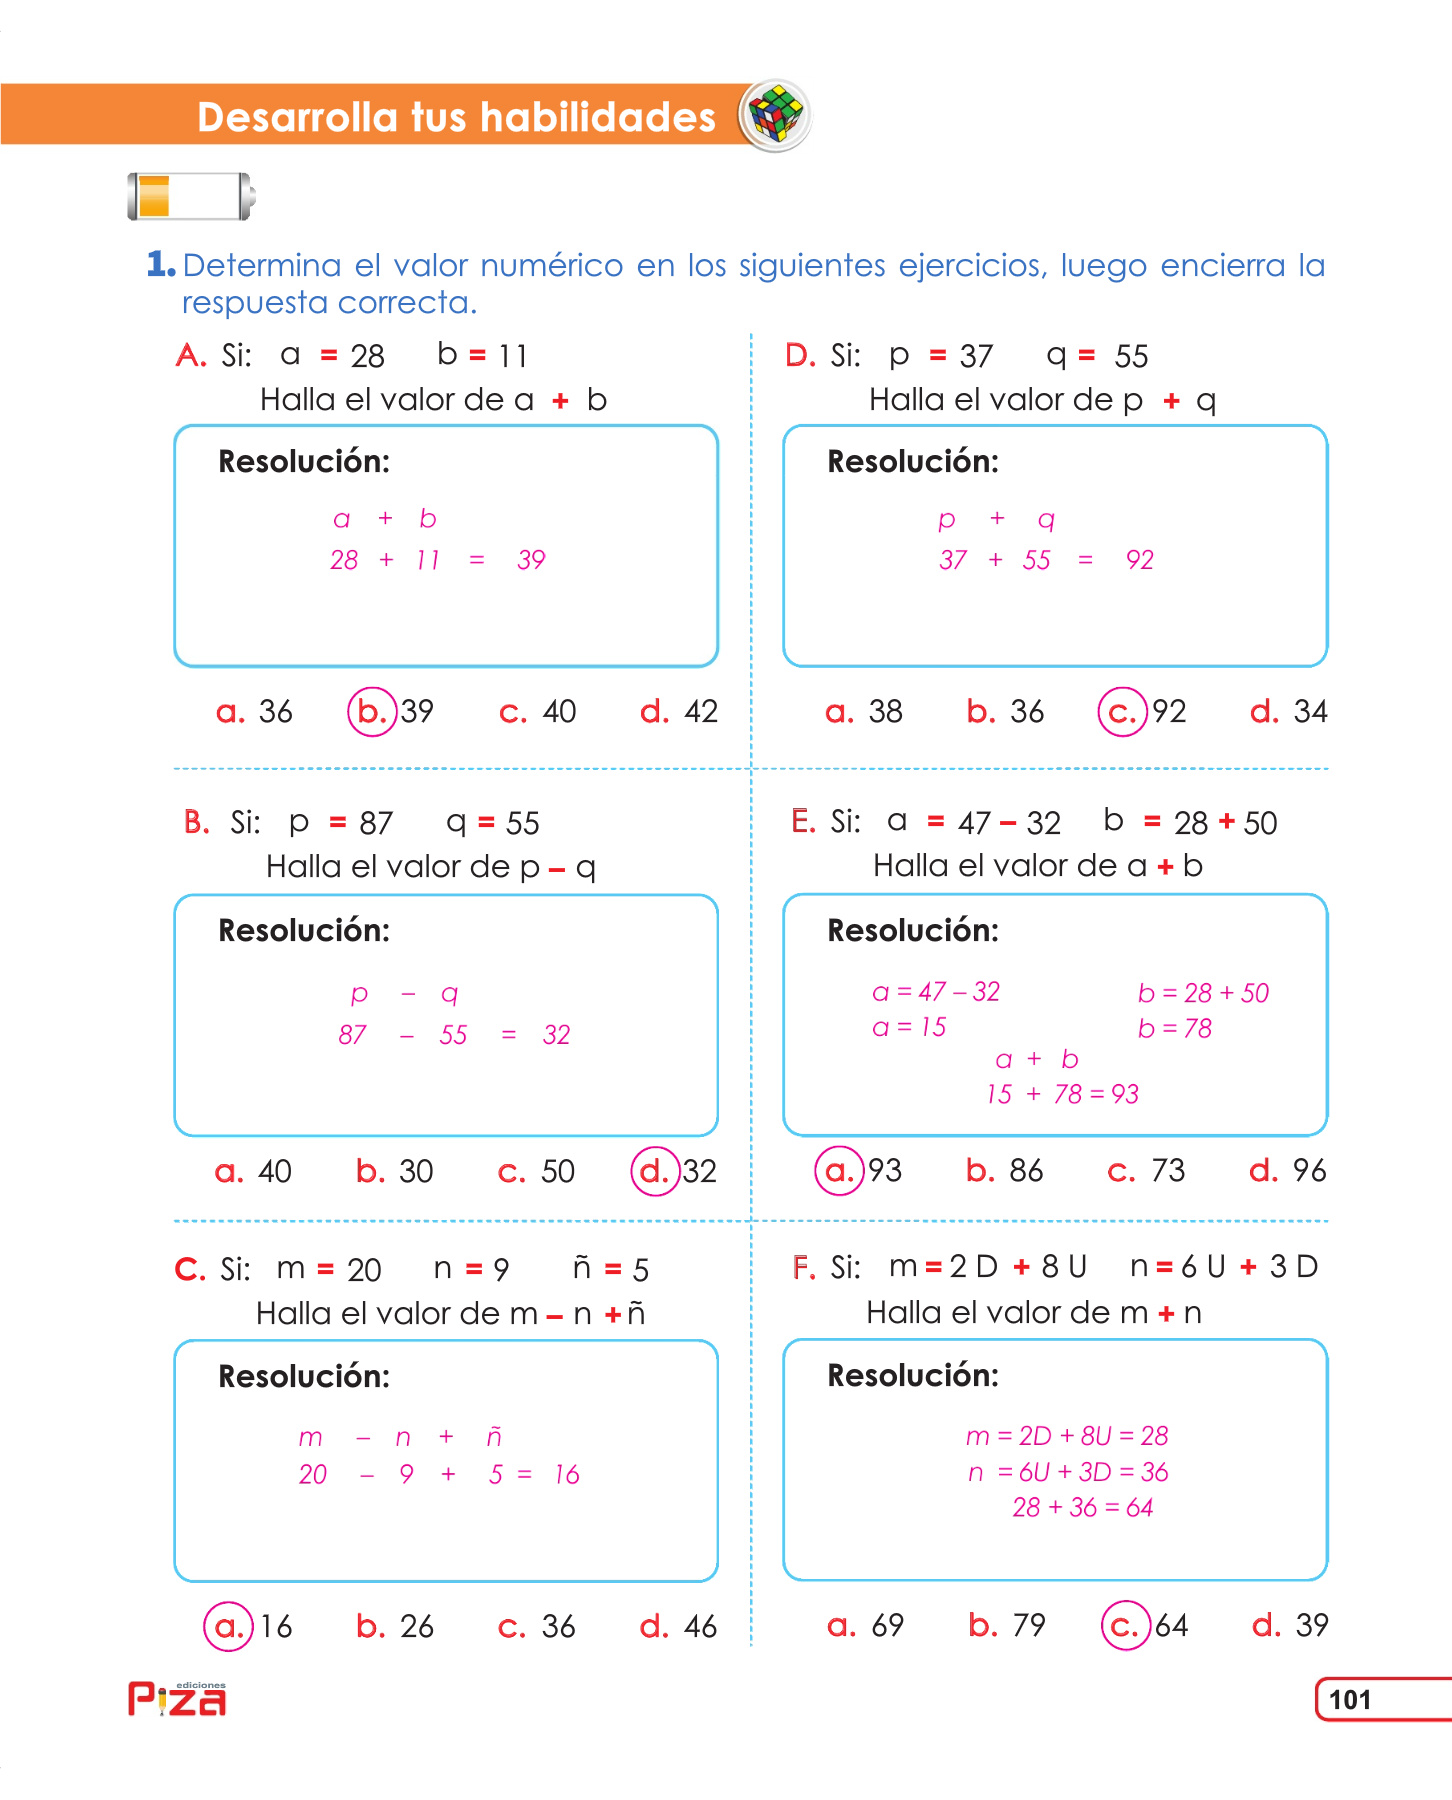 Desarrolla tus habilidades
1. Determina el valor numérico en los siguientes ejercicios, luego encierra la
respuesta correcta.
A. Si: a = 28 b = 11
Halla el valor de a + b
Resolución:
a + b
28 + 11 = 39
a. 36 b. 39 c. 40 d. 42
D. Si: p = 37 q = 55
Halla el valor de p + q
Resolución:
p + q
37 + 55 = 92
a. 38 b. 36 c. 92 d. 34
B. Si: p = 87 q = 55
Halla el valor de p – q
Resolución:
p – q
87 – 55 = 32
a. 40 b. 30 c. 50 d. 32
E. Si: a = 47 – 32 b = 28 + 50
Halla el valor de a + b
Resolución:
a = 47 – 32 b = 28 + 50
a = 15 b = 78
a + b
15 + 78 = 93
a. 93 b. 86 c. 73 d. 96
C. Si: m = 20 n = 9 ñ = 5
Halla el valor de m – n + ñ
Resolución:
m – n + ñ
20 – 9 + 5 = 16
a. 16 b. 26 c. 36 d. 46
F. Si: m = 2 D + 8 U n = 6 U + 3 D
Halla el valor de m + n
Resolución:
m = 2D + 8U = 28
n = 6U + 3D = 36
28 + 36 = 64
a. 69 b. 79 c. 64 d. 39
ediciones
Piza
101